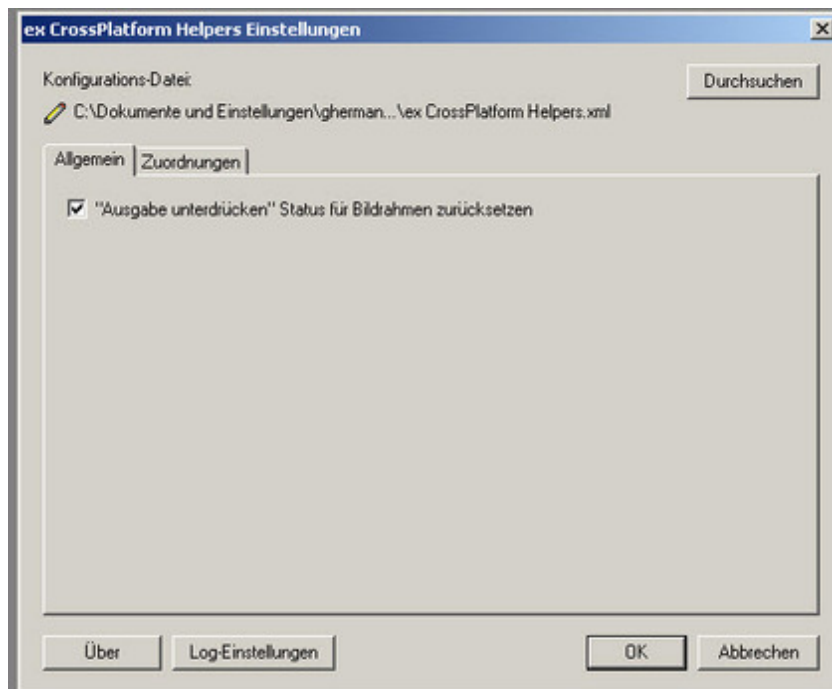 ex CrossPlatform Helpers Einstellungen
Konfigurations-Datei:
Durchsuchen
C:\Dokumente und Einstellungen\gherman...\ex CrossPlatform Helpers.xml
Allgemein
Zuordnungen
"Ausgabe unterdrücken" Status für Bildrahmen zurücksetzen
Über
Log-Einstellungen
OK
Abbrechen